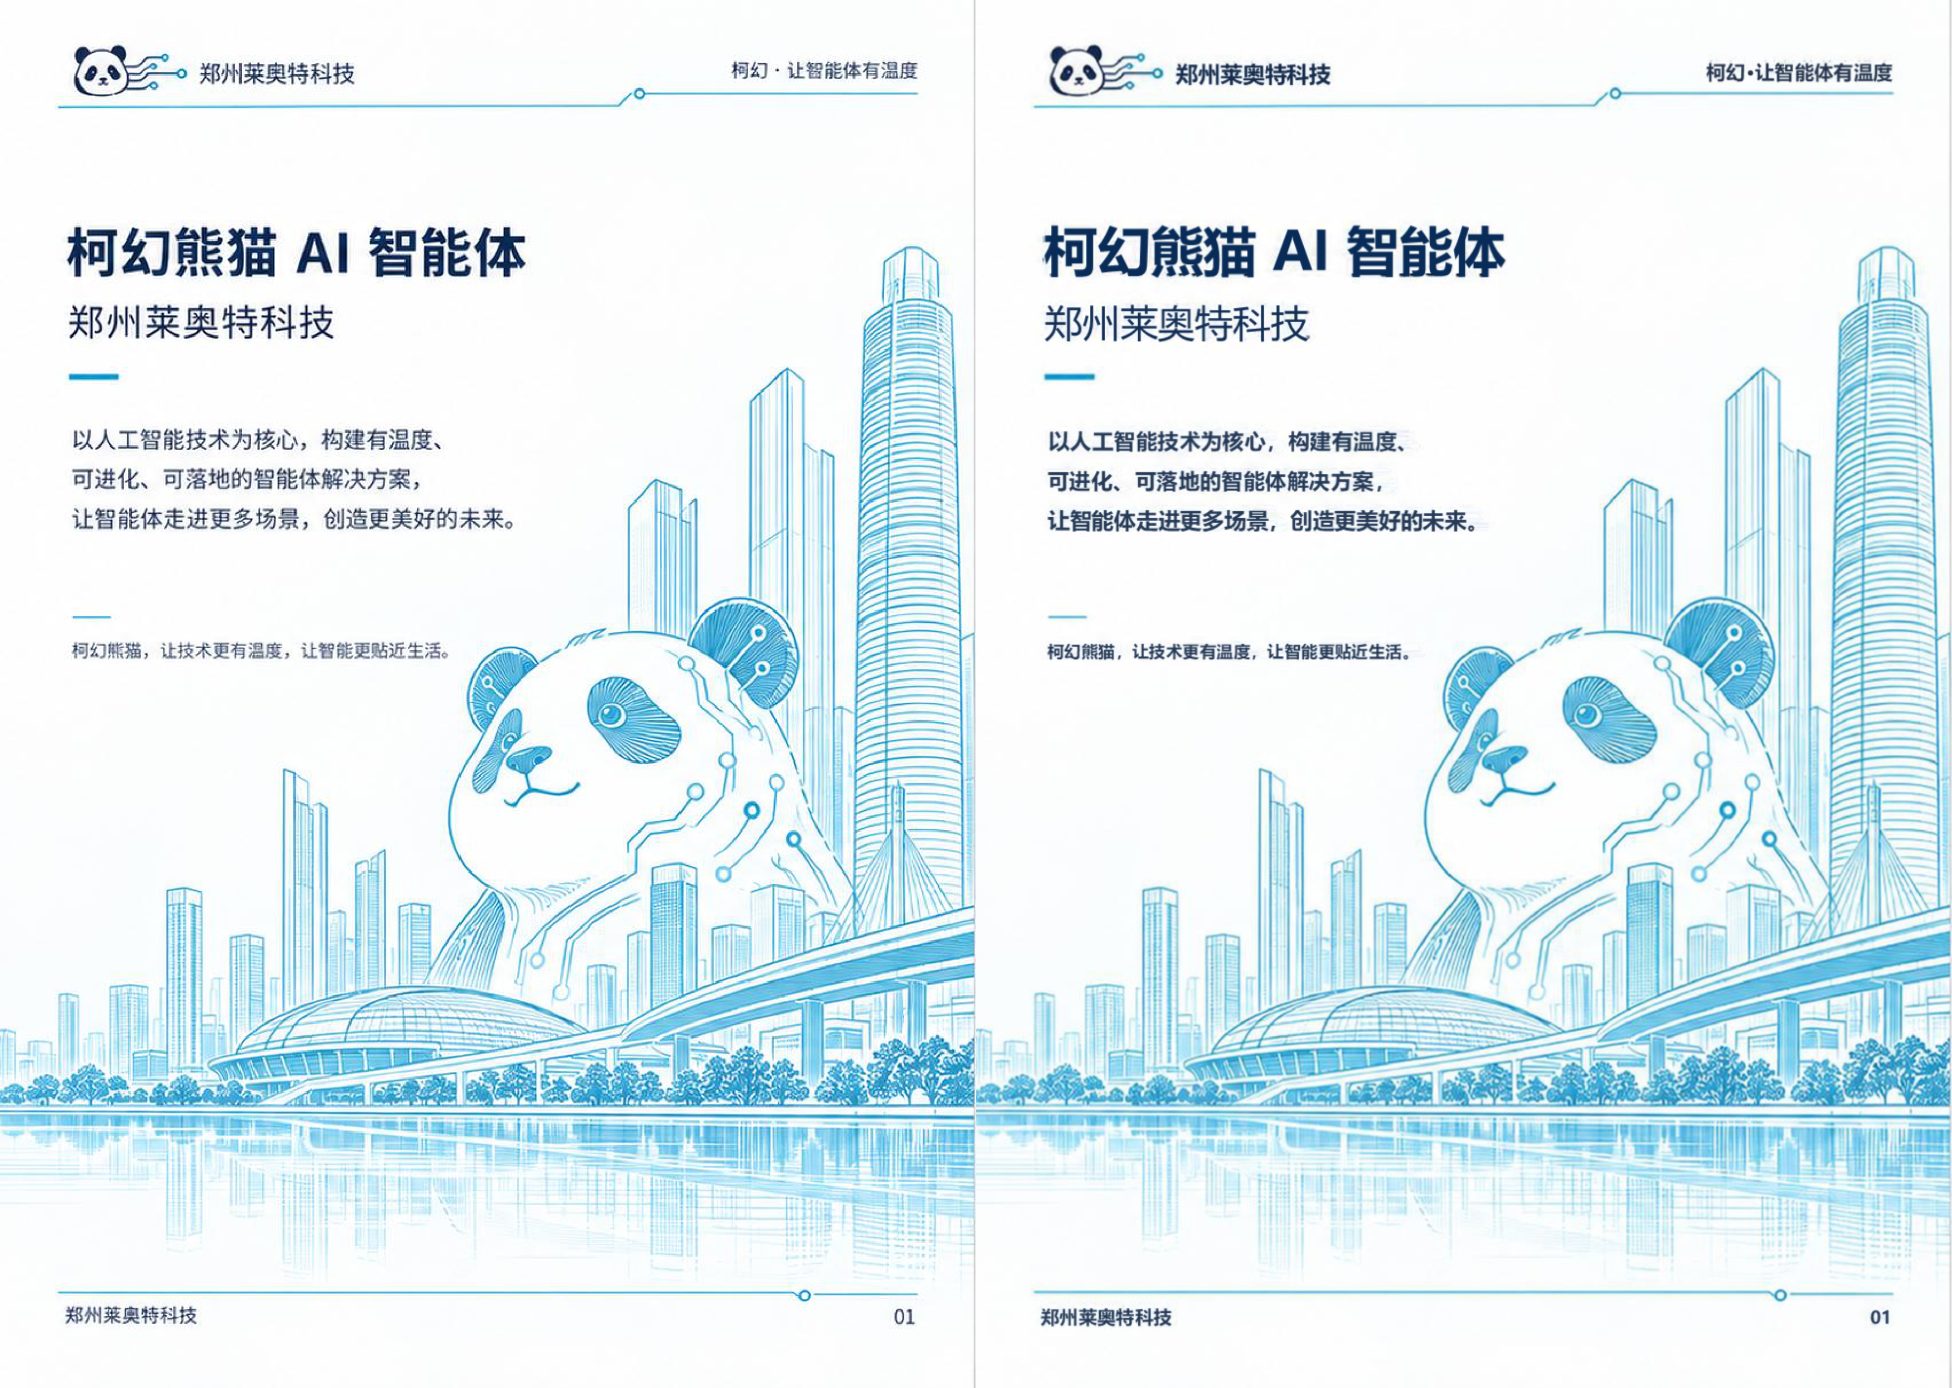 郑州莱奥特科技
柯幻 · 让智能体有温度
柯幻熊猫 AI 智能体
郑州莱奥特科技
以人工智能技术为核心，构建有温度、
可进化、可落地的智能体解决方案，
让智能体走进更多场景，创造更美好的未来。
柯幻熊猫，让技术更有温度，让智能更贴近生活。
郑州莱奥特科技
01
郑州莱奥特科技
柯幻·让智能体有温度
柯幻熊猫 AI 智能体
郑州莱奥特科技
以人工智能技术为核心，构建有温度、
可进化、可落地的智能体解决方案，
让智能体走进更多场景，创造更美好的未来。
柯幻熊猫，让技术更有温度，让智能更贴近生活。
郑州莱奥特科技
01